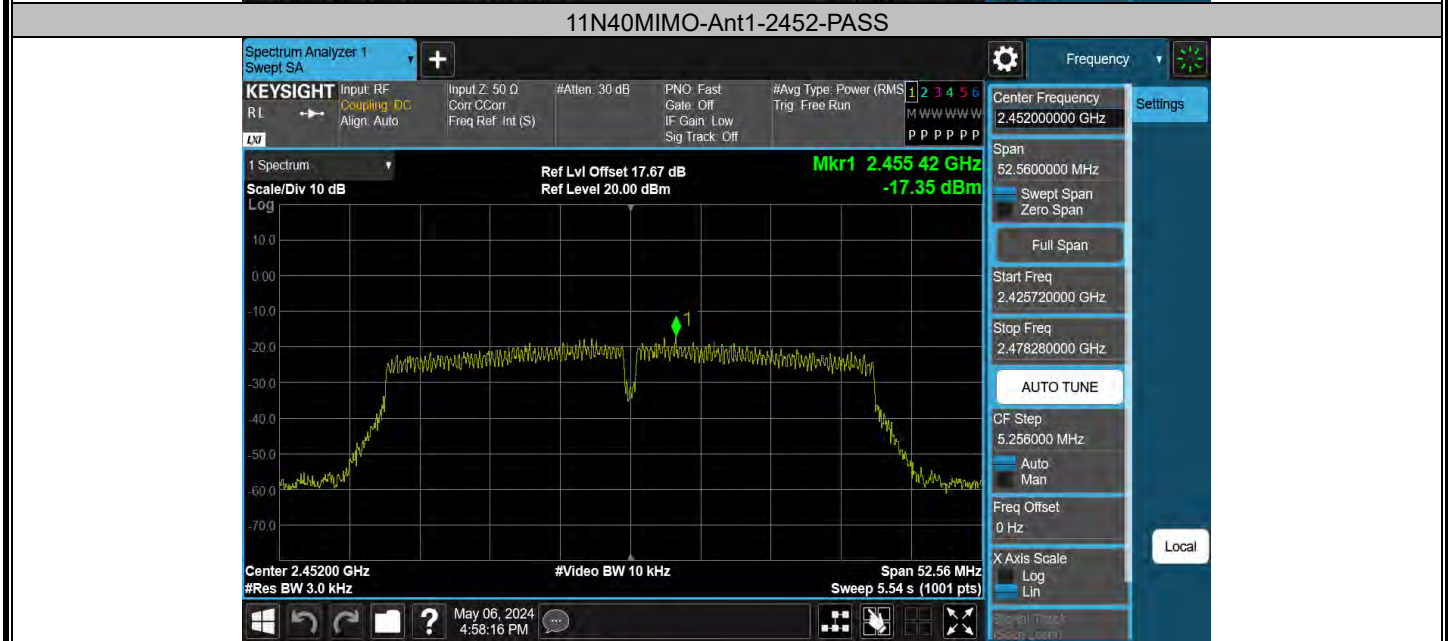 11N40MIMO-Ant1-2452-PASS
Spectrum Analyzer 1
Swept SA
+
Frequency
KEYSIGHT
RL
LXI
Input: RF
Coupling: DC
Align: Auto
Input Z: 50 Ω
Corr CCorr
Freq Ref: Int (S)
#Atten: 30 dB
PNO: Fast
Gate: Off
IF Gain: Low
Sig Track: Off
#Avg Type: Power (RMS
Trig: Free Run
1 2 3 4 5 6
M W W W W W
P P P P P P
1 Spectrum
Scale/Div 10 dB
Log
Ref Lvl Offset 17.67 dB
Ref Level 20.00 dBm
Mkr1 2.455 42 GHz
-17.35 dBm
10.0
0.00
-10.0
-20.0
-30.0
-40.0
-50.0
-60.0
-70.0
1
Center 2.45200 GHz
#Res BW 3.0 kHz
#Video BW 10 kHz
Span 52.56 MHz
Sweep 5.54 s (1001 pts)
Center Frequency
2.452000000 GHz
Settings
Span
52.5600000 MHz
Swept Span
Zero Span
Full Span
Start Freq
2.425720000 GHz
Stop Freq
2.478280000 GHz
AUTO TUNE
CF Step
5.256000 MHz
Auto
Man
Freq Offset
0 Hz
X Axis Scale
Log
Lin
Local
Signal Track
(Span Zoom)
?
May 06, 2024
4:58:16 PM